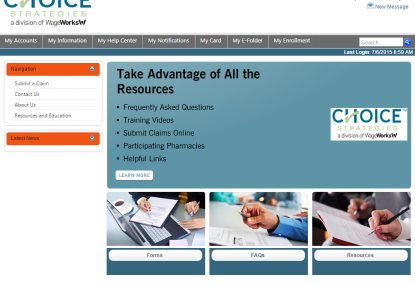 CHOICE
STRATEGIES
a division of WageWorks
New Message
My Accounts My Information My Help Center My Notifications My Card My E-Folder My Enrollment
Search
Last Login 7/6/2015 8:59 AM
Navigation
Submit a Claim
Contact Us
About Us
Resources and Education
Latest News
Take Advantage of All the
Resources
• Frequently Asked Questions
• Training Videos
• Submit Claims Online
• Participating Pharmacies
• Helpful Links
LEARN MORE
CHOICE
STRATEGIES
a division of WageWorks
Forms
FAQs
Resources